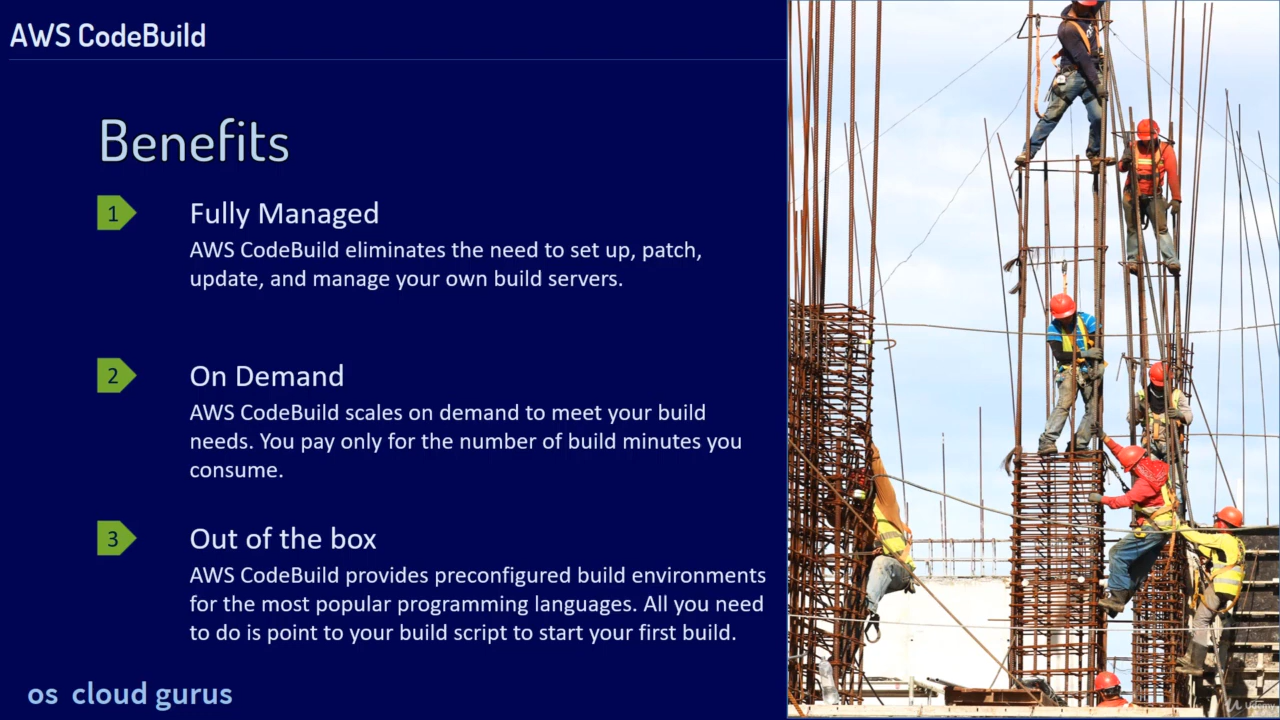 AWS CodeBuild
Benefits
1
Fully Managed
AWS CodeBuild eliminates the need to set up, patch,
update, and manage your own build servers.
2
On Demand
AWS CodeBuild scales on demand to meet your build
needs. You pay only for the number of build minutes you
consume.
3
Out of the box
AWS CodeBuild provides preconfigured build environments
for the most popular programming languages. All you need
to do is point to your build script to start your first build.
os cloud gurus
Udemy